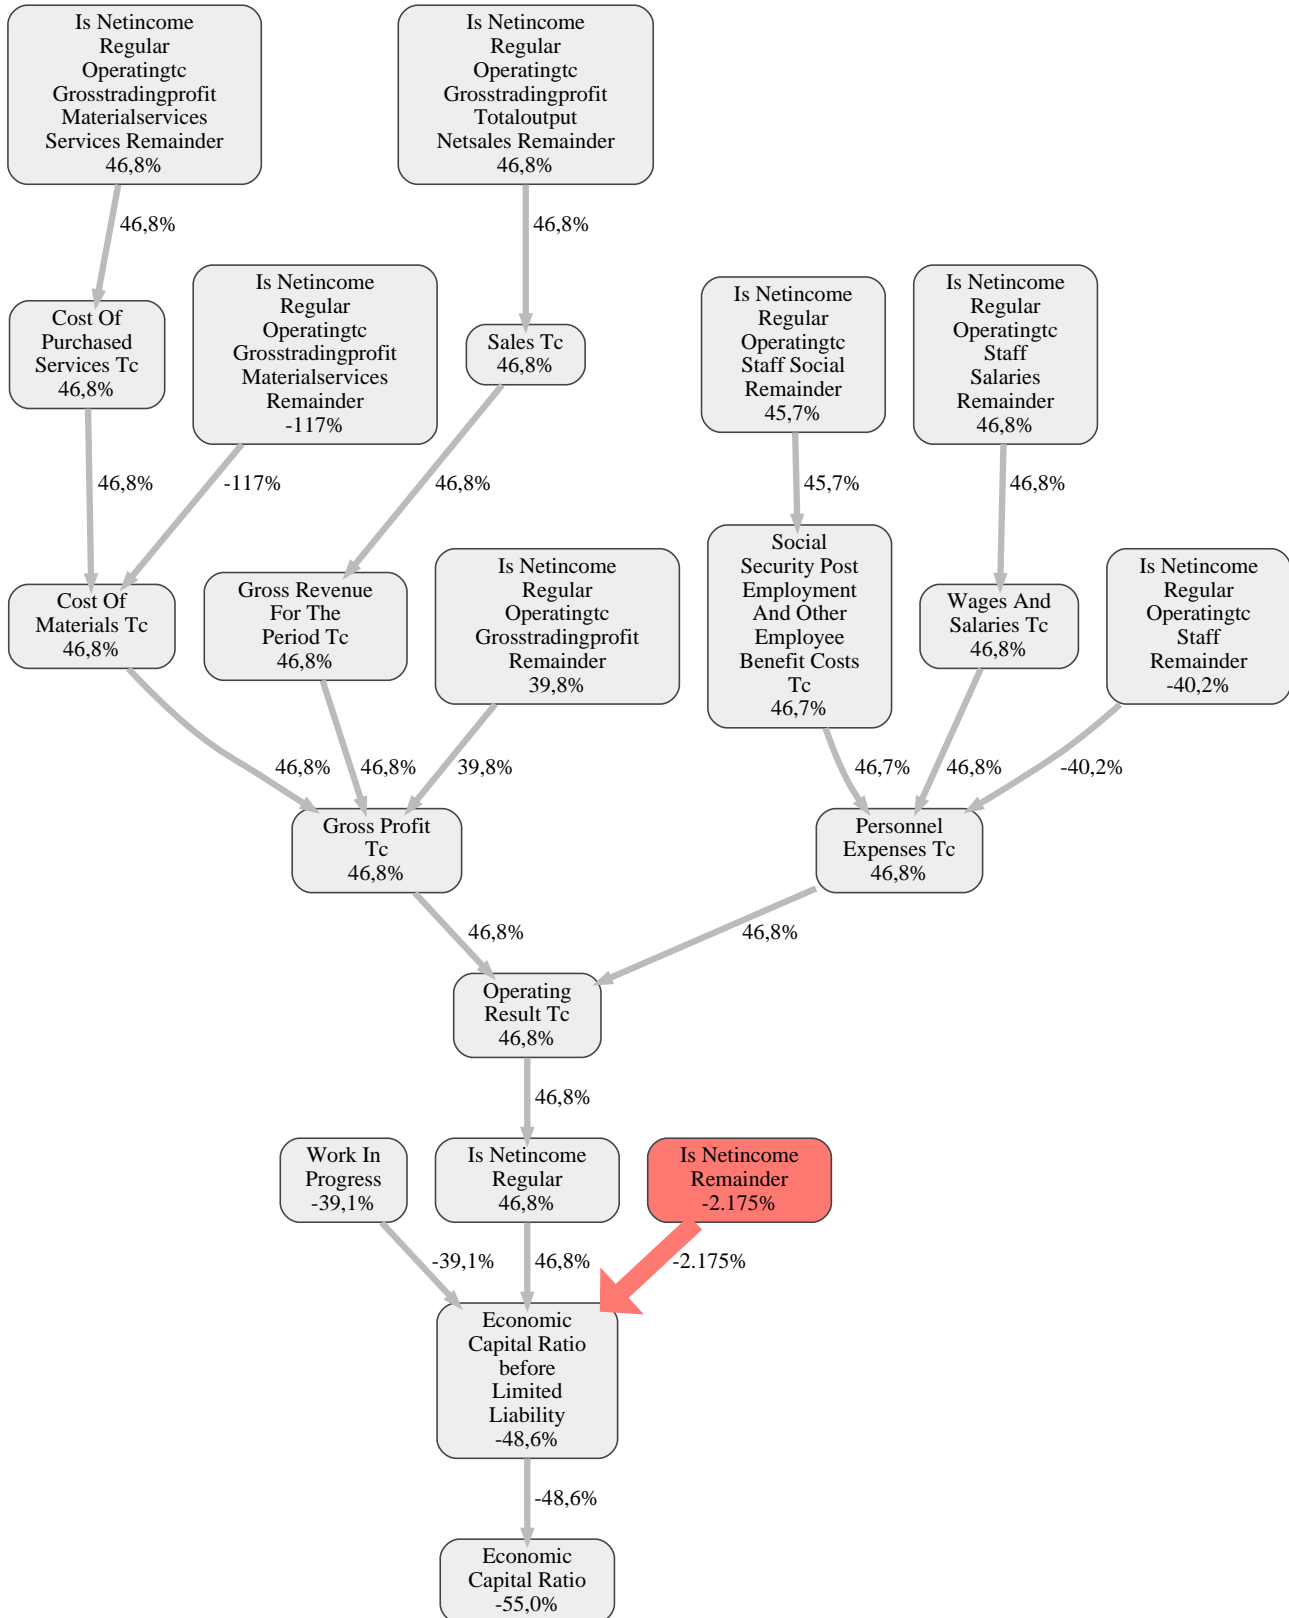 Is Netincome
Regular
Operatingtc
Grosstradingprofit
Materialservices
Services Remainder
46,8%
Is Netincome
Regular
Operatingtc
Grosstradingprofit
Totaloutput
Netsales Remainder
46,8%
46,8%
46,8%
Cost Of
Purchased
Services Tc
46,8%
Is Netincome
Regular
Operatingtc
Grosstradingprofit
Materialservices
Remainder
-117%
Sales Tc
46,8%
Is Netincome
Regular
Operatingtc
Staff Social
Remainder
45,7%
Is Netincome
Regular
Operatingtc
Staff
Salaries
Remainder
46,8%
46,8%
-117%
46,8%
45,7%
46,8%
Cost Of
Materials Tc
46,8%
Gross Revenue
For The
Period Tc
46,8%
Is Netincome
Regular
Operatingtc
Grosstradingprofit
Remainder
39,8%
Social
Security Post
Employment
And Other
Employee
Benefit Costs
Tc
46,7%
Wages And
Salaries Tc
46,8%
Is Netincome
Regular
Operatingtc
Staff
Remainder
-40,2%
46,8%
46,8%
39,8%
46,7%
46,8%
-40,2%
Gross Profit
Tc
46,8%
Personnel
Expenses Tc
46,8%
46,8%
46,8%
Operating
Result Tc
46,8%
46,8%
Work In
Progress
-39,1%
Is Netincome
Regular
46,8%
Is Netincome
Remainder
-2.175%
-39,1%
46,8%
-2.175%
Economic
Capital Ratio
before
Limited
Liability
-48,6%
-48,6%
Economic
Capital Ratio
-55,0%